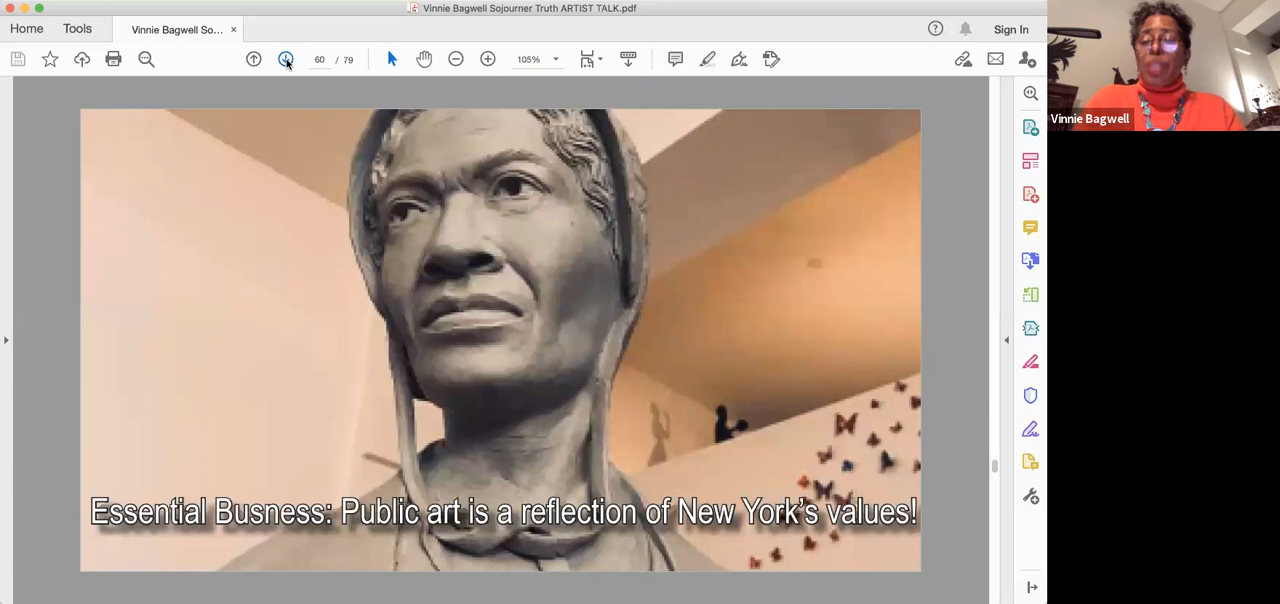 Vinnie Bagwell Sojourner Truth ARTIST TALK.pdf
Home
Tools
Vinnie Bagwell So...
Sign In
60 / 79
105%
Vinnie Bagwell
Essential Busness: Public art is a reflection of New York's values!